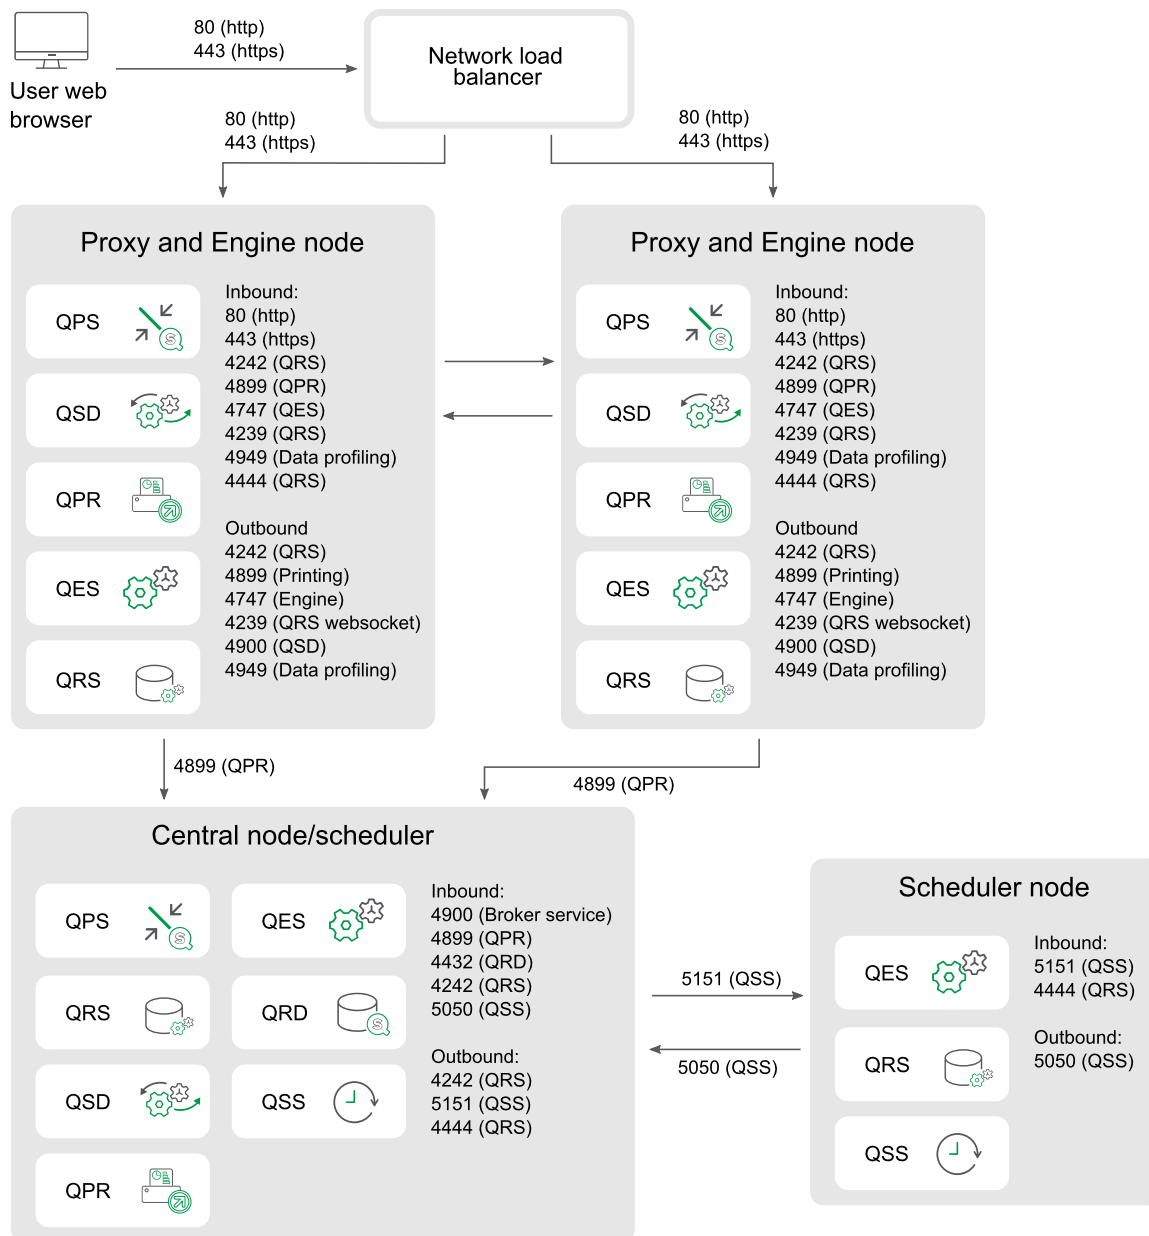 80 (http)
443 (https)
User web
browser
Network load
balancer
80 (http)
443 (https)
80 (http)
443 (https)
Proxy and Engine node
QPS
QSD
QPR
QES
QRS
Inbound:
80 (http)
443 (https)
4242 (QRS)
4899 (QPR)
4747 (QES)
4239 (QRS)
4949 (Data profiling)
4444 (QRS)
Outbound
4242 (QRS)
4899 (Printing)
4747 (Engine)
4239 (QRS websocket)
4900 (QSD)
4949 (Data profiling)
Proxy and Engine node
QPS
QSD
QPR
QES
QRS
Inbound:
80 (http)
443 (https)
4242 (QRS)
4899 (QPR)
4747 (QES)
4239 (QRS)
4949 (Data profiling)
4444 (QRS)
Outbound
4242 (QRS)
4899 (Printing)
4747 (Engine)
4239 (QRS websocket)
4900 (QSD)
4949 (Data profiling)
4899 (QPR)
4899 (QPR)
Central node/scheduler
QPS
QRS
QSD
QPR
QES
QRD
QSS
Inbound:
4900 (Broker service)
4899 (QPR)
4432 (QRD)
4242 (QRS)
5050 (QSS)
Outbound:
4242 (QRS)
5151 (QSS)
4444 (QRS)
5151 (QSS)
5050 (QSS)
Scheduler node
QES
QRS
QSS
Inbound:
5151 (QSS)
4444 (QRS)
Outbound:
5050 (QSS)